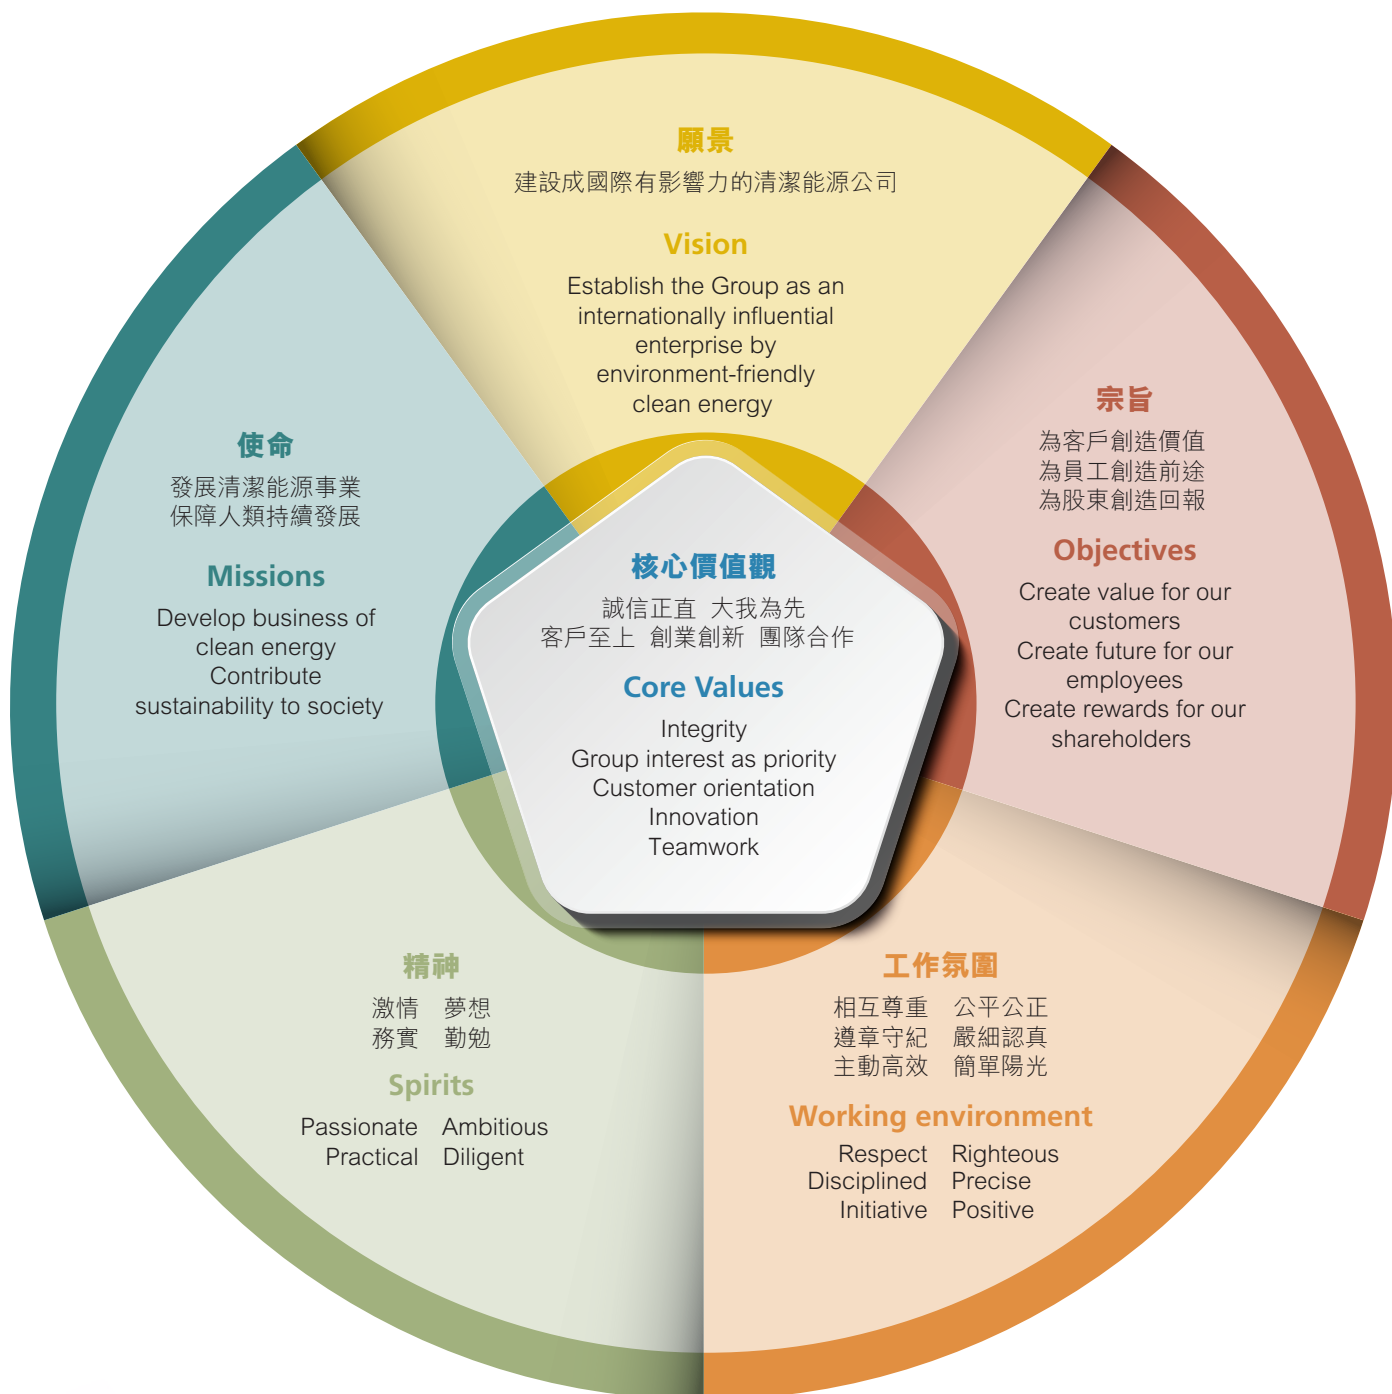 願景
建設成國際有影響力的清潔能源公司
Vision
Establish the Group as an
internationally influential
enterprise by
environment-friendly
clean energy
宗旨
為客戶創造價值
為員工創造前途
為股東創造回報
Objectives
Create value for our
customers
Create future for our
employees
Create rewards for our
shareholders
使命
發展清潔能源事業
保障人類持續發展
Missions
Develop business of
clean energy
Contribute
sustainability to society
核心價值觀
誠信正直 大我為先
客戶至上 創業創新 團隊合作
Core Values
Integrity
Group interest as priority
Customer orientation
Innovation
Teamwork
精神
激情 夢想
務實 勤勉
Spirits
Passionate Ambitious
Practical Diligent
工作氛圍
相互尊重 公平公正
遵章守紀 嚴細認真
主動高效 簡單陽光
Working environment
Respect Righteous
Disciplined Precise
Initiative Positive